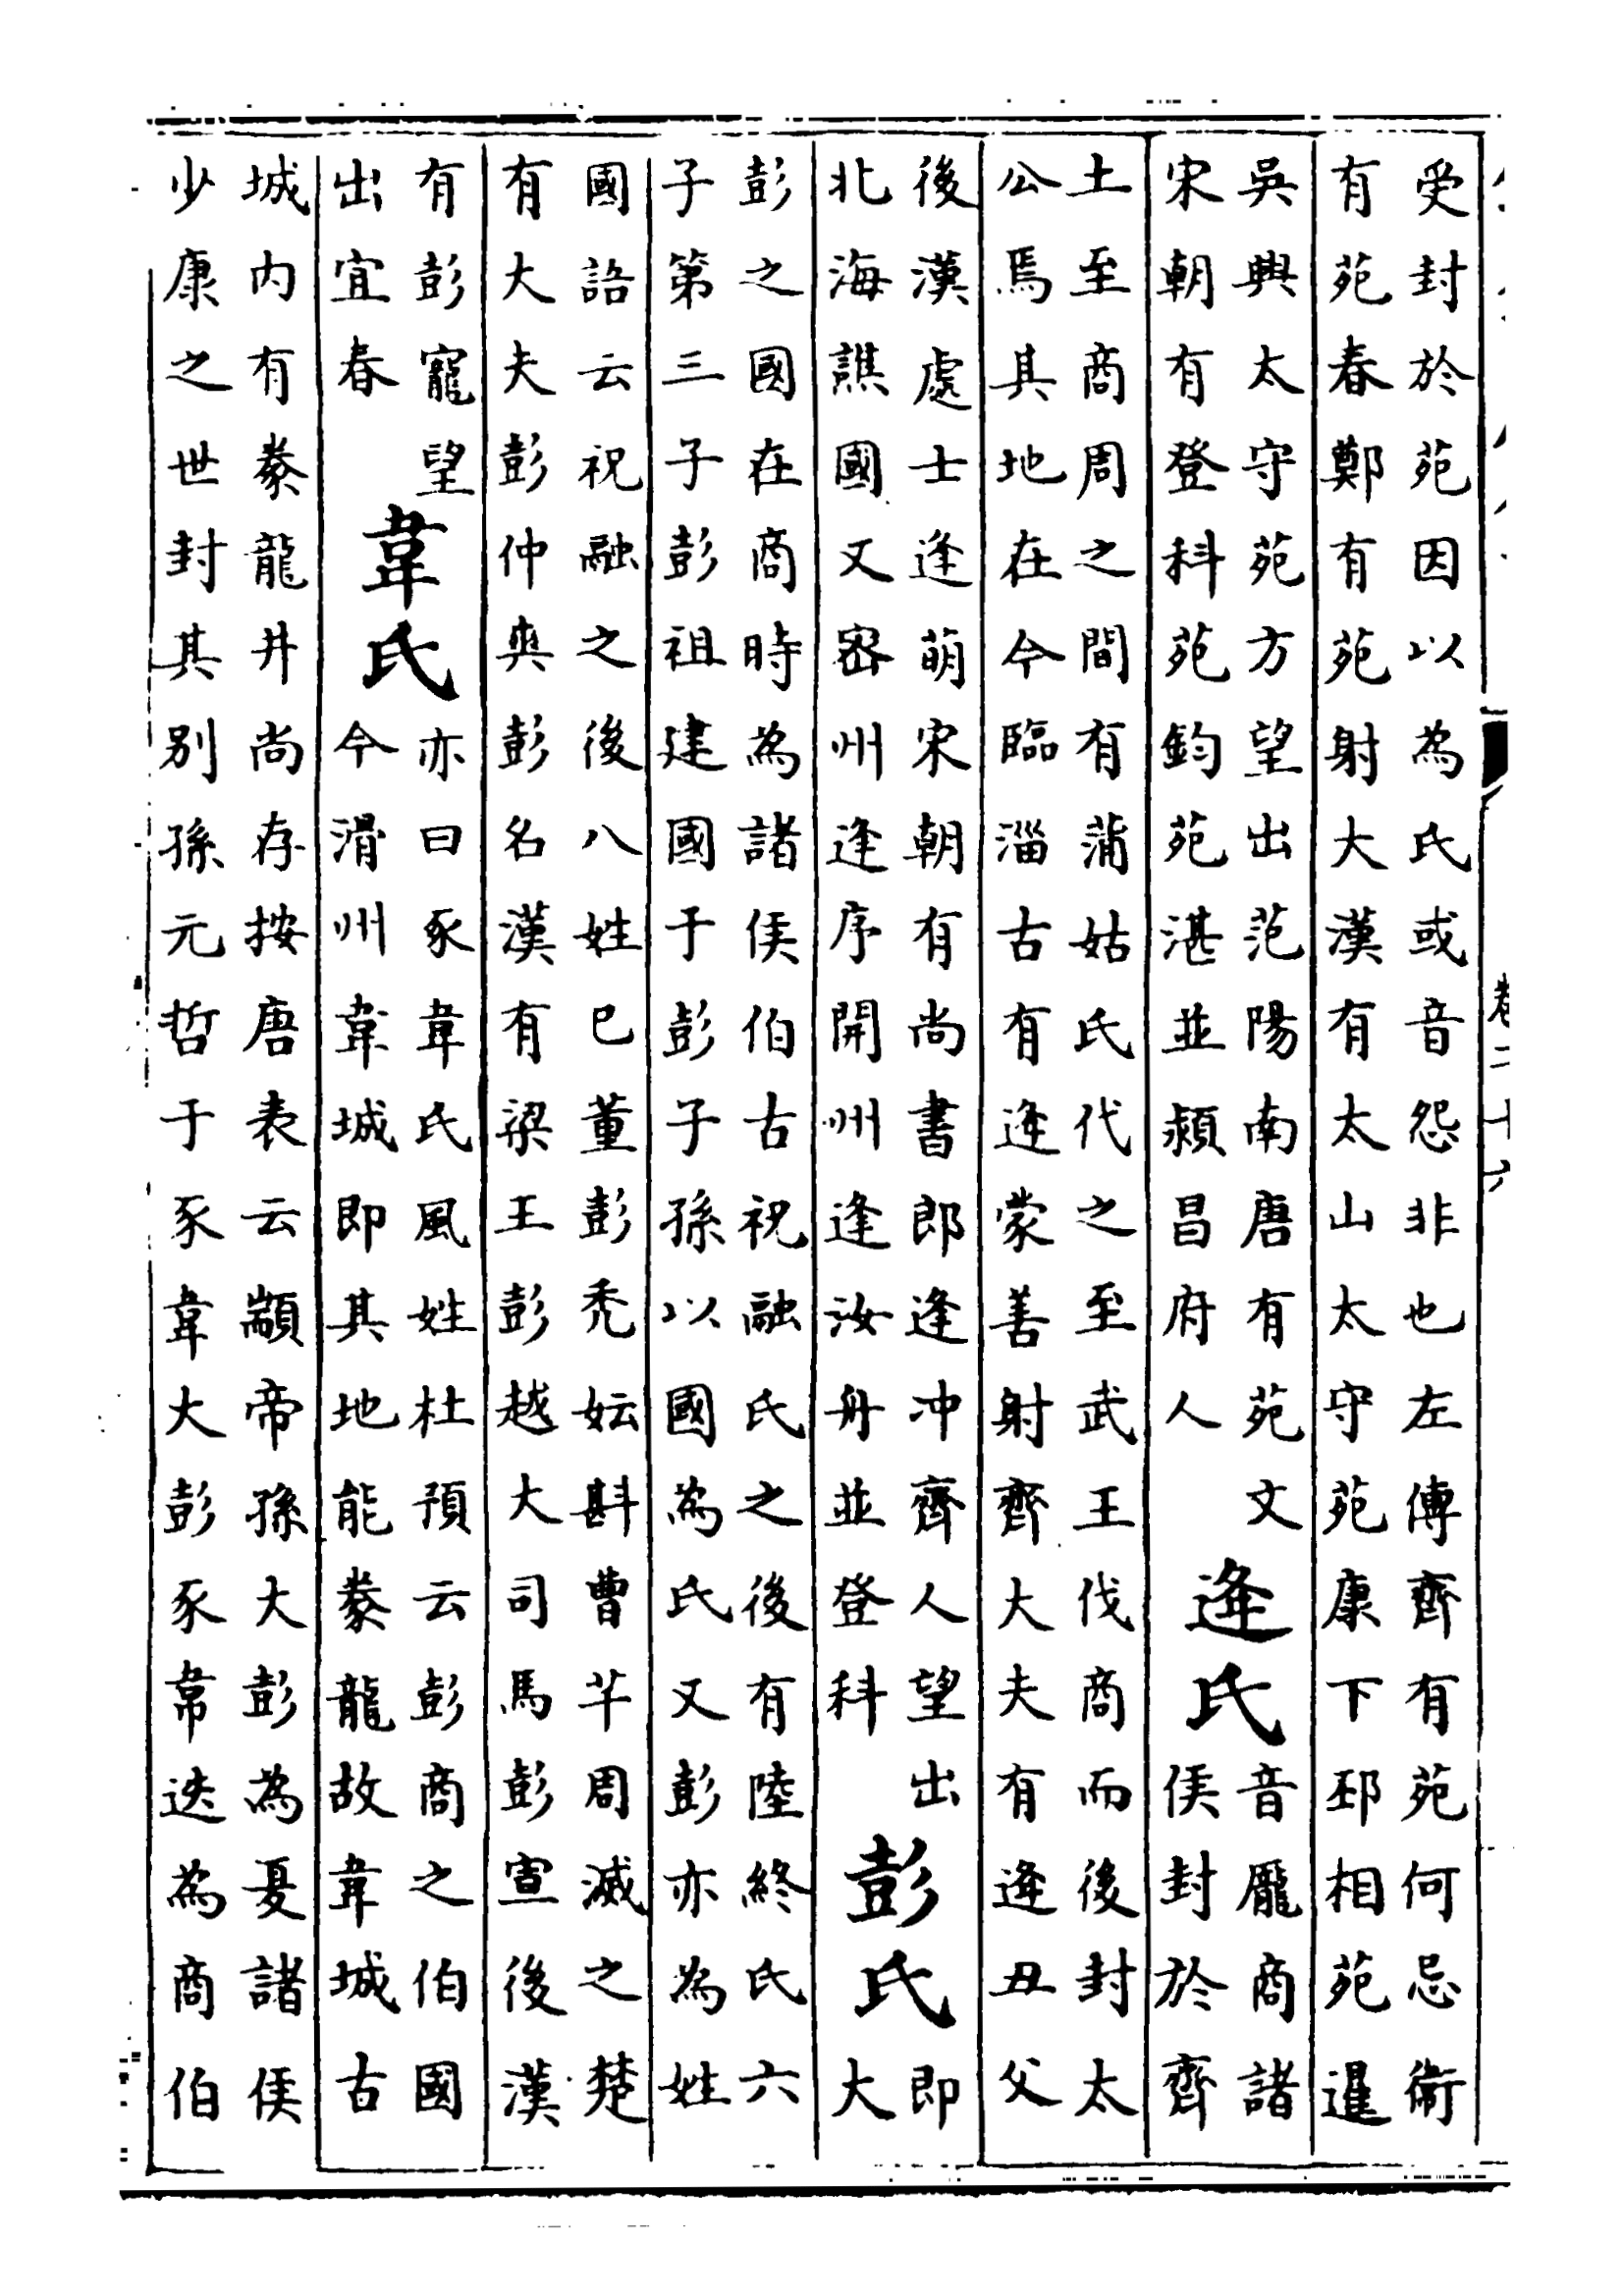 受封於苑因以為氏或音怨非也左傳齊有苑何忌衛
有苑春鄭有苑射大漢有太山太守苑康下邳相苑暹
吳興太守苑方望出范陽南唐有苑文
宋朝有登科苑鈞苑湛並潁昌府人
逄氏
音龎商諸
侯封於齊
土至商周之間有蒲姑氏代之至武王伐商而後封太
公焉其地在今臨淄古有逄蒙善射齊大夫有逄丑父
後漢處士逄萌宋朝有尚書郎逄冲齊人望出
北海譙國又密州逄序開州逄汝舟並登科
彭氏
即
大
彭之國在商時為諸侯伯古祝融氏之後有陸終氏六
子第三子彭祖建國于彭子孫以國為氏又彭亦為姓
國語云祝融之後八姓巳董彭禿妘斟曹芊周滅之楚
有大夫彭仲爽彭名漢有梁王彭越大司馬彭宣後漢
有彭寵望
出宜春
韋氏
亦曰豕韋氏風姓杜預云彭商之伯國
今滑州韋城即其地能豢龍故韋城古
城内有豢龍井尚存按唐表云顓帝孫大彭為夏諸侯
少康之世封其別孫元哲于豕韋大彭豕韋迭為商伯
卷二十六